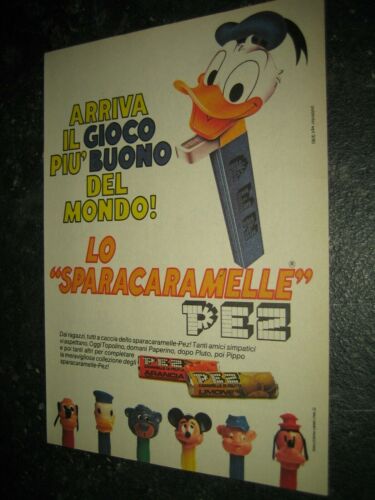 ARRIVA
IL GIOCO
PIU' BUONO
DEL
MONDO!
PEZ
LO
"SPARACARAMELLE"®
PEZ
Dai ragazzi, tutti a caccia dello sparacaramelle-Pez! Tanti amici simpatici
vi aspettano. Oggi Topolino, domani Paperino, dopo Pluto, poi Pippo
e poi tanti altri per completare
la meravigliosa collezione degli
sparacaramelle-Pez!
PEZ
ARANCIA
PEZ
LIMONE